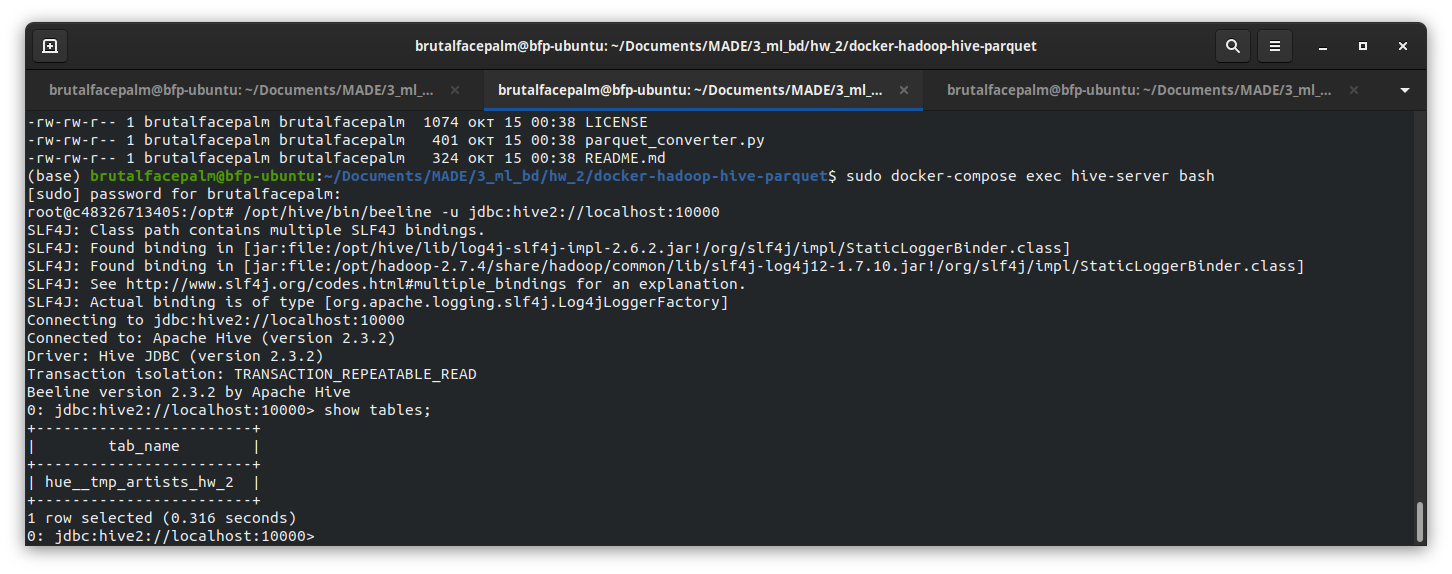 brutalfacepalm@bfp-ubuntu: ~/Documents/MADE/3_ml_bd/hw_2/docker-hadoop-hive-parquet
brutalfacepalm@bfp-ubuntu: ~/Documents/MADE/3_ml_... brutalfacepalm@bfp-ubuntu: ~/Documents/MADE/3_ml_... brutalfacepalm@bfp-ubuntu: ~/Documents/MADE/3_ml_...
-rw-rw-r-- 1 brutalfacepalm brutalfacepalm  1074 окт 15 00:38 LICENSE
-rw-rw-r-- 1 brutalfacepalm brutalfacepalm   401 окт 15 00:38 parquet_converter.py
-rw-rw-r-- 1 brutalfacepalm brutalfacepalm   324 окт 15 00:38 README.md
(base) brutalfacepalm@bfp-ubuntu:~/Documents/MADE/3_ml_bd/hw_2/docker-hadoop-hive-parquet$ sudo docker-compose exec hive-server bash
[sudo] password for brutalfacepalm:
root@c48326713405:/opt# /opt/hive/bin/beeline -u jdbc:hive2://localhost:10000
SLF4J: Class path contains multiple SLF4J bindings.
SLF4J: Found binding in [jar:file:/opt/hive/lib/log4j-slf4j-impl-2.6.2.jar!/org/slf4j/impl/StaticLoggerBinder.class]
SLF4J: Found binding in [jar:file:/opt/hadoop-2.7.4/share/hadoop/common/lib/slf4j-log4j12-1.7.10.jar!/org/slf4j/impl/StaticLoggerBinder.class]
SLF4J: See http://www.slf4j.org/codes.html#multiple_bindings for an explanation.
SLF4J: Actual binding is of type [org.apache.logging.slf4j.Log4jLoggerFactory]
Connecting to jdbc:hive2://localhost:10000
Connected to: Apache Hive (version 2.3.2)
Driver: Hive JDBC (version 2.3.2)
Transaction isolation: TRANSACTION_REPEATABLE_READ
Beeline version 2.3.2 by Apache Hive
0: jdbc:hive2://localhost:10000> show tables;
+------------------------+
|        tab_name        |
+------------------------+
| hue__tmp_artists_hw_2  |
+------------------------+
1 row selected (0.316 seconds)
0: jdbc:hive2://localhost:10000>